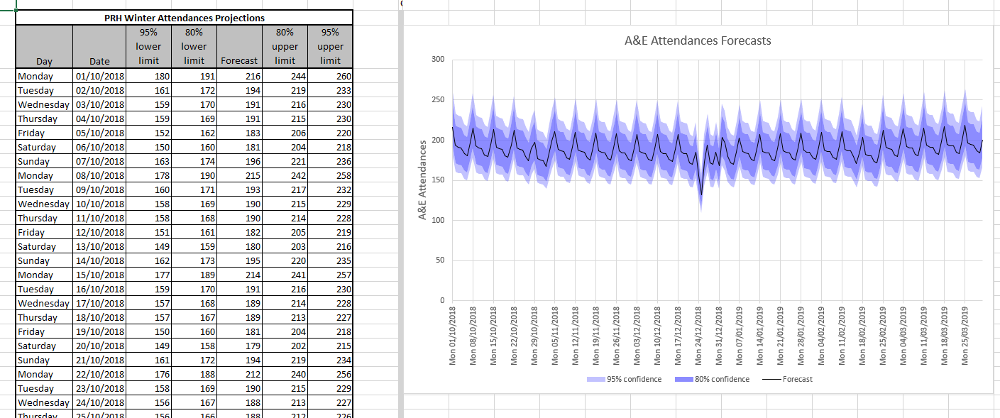 PRH Winter Attendances Projections
Day Date 95% lower limit 80% lower limit Forecast 80% upper limit 95% upper limit
Monday 01/10/2018 180 191 216 244 260
Tuesday 02/10/2018 161 172 194 219 233
Wednesday 03/10/2018 159 170 191 216 230
Thursday 04/10/2018 159 169 191 215 230
Friday 05/10/2018 152 162 183 206 220
Saturday 06/10/2018 150 160 181 204 218
Sunday 07/10/2018 163 174 196 221 236
Monday 08/10/2018 178 190 215 242 258
Tuesday 09/10/2018 160 171 193 217 232
Wednesday 10/10/2018 158 169 190 215 229
Thursday 11/10/2018 158 168 190 214 228
Friday 12/10/2018 151 161 182 205 219
Saturday 13/10/2018 149 159 180 203 216
Sunday 14/10/2018 162 173 195 220 235
Monday 15/10/2018 177 189 214 241 257
Tuesday 16/10/2018 159 170 191 216 230
Wednesday 17/10/2018 157 168 189 214 228
Thursday 18/10/2018 157 167 189 213 227
Friday 19/10/2018 150 160 181 204 218
Saturday 20/10/2018 149 158 179 202 215
Sunday 21/10/2018 161 172 194 219 234
Monday 22/10/2018 176 188 212 240 256
Tuesday 23/10/2018 158 169 190 215 229
Wednesday 24/10/2018 156 167 188 213 227
Thursday 25/10/2018 156 166 188 212 226
A&E Attendances Forecasts
A&E Attendances
300
250
200
150
100
50
0
Mon 01/10/2018
Mon 08/10/2018
Mon 15/10/2018
Mon 22/10/2018
Mon 29/10/2018
Mon 05/11/2018
Mon 12/11/2018
Mon 19/11/2018
Mon 26/11/2018
Mon 03/12/2018
Mon 10/12/2018
Mon 17/12/2018
Mon 24/12/2018
Mon 31/12/2018
Mon 07/01/2019
Mon 14/01/2019
Mon 21/01/2019
Mon 28/01/2019
Mon 04/02/2019
Mon 11/02/2019
Mon 18/02/2019
Mon 25/02/2019
Mon 04/03/2019
Mon 11/03/2019
Mon 18/03/2019
Mon 25/03/2019
95% confidence 80% confidence Forecast